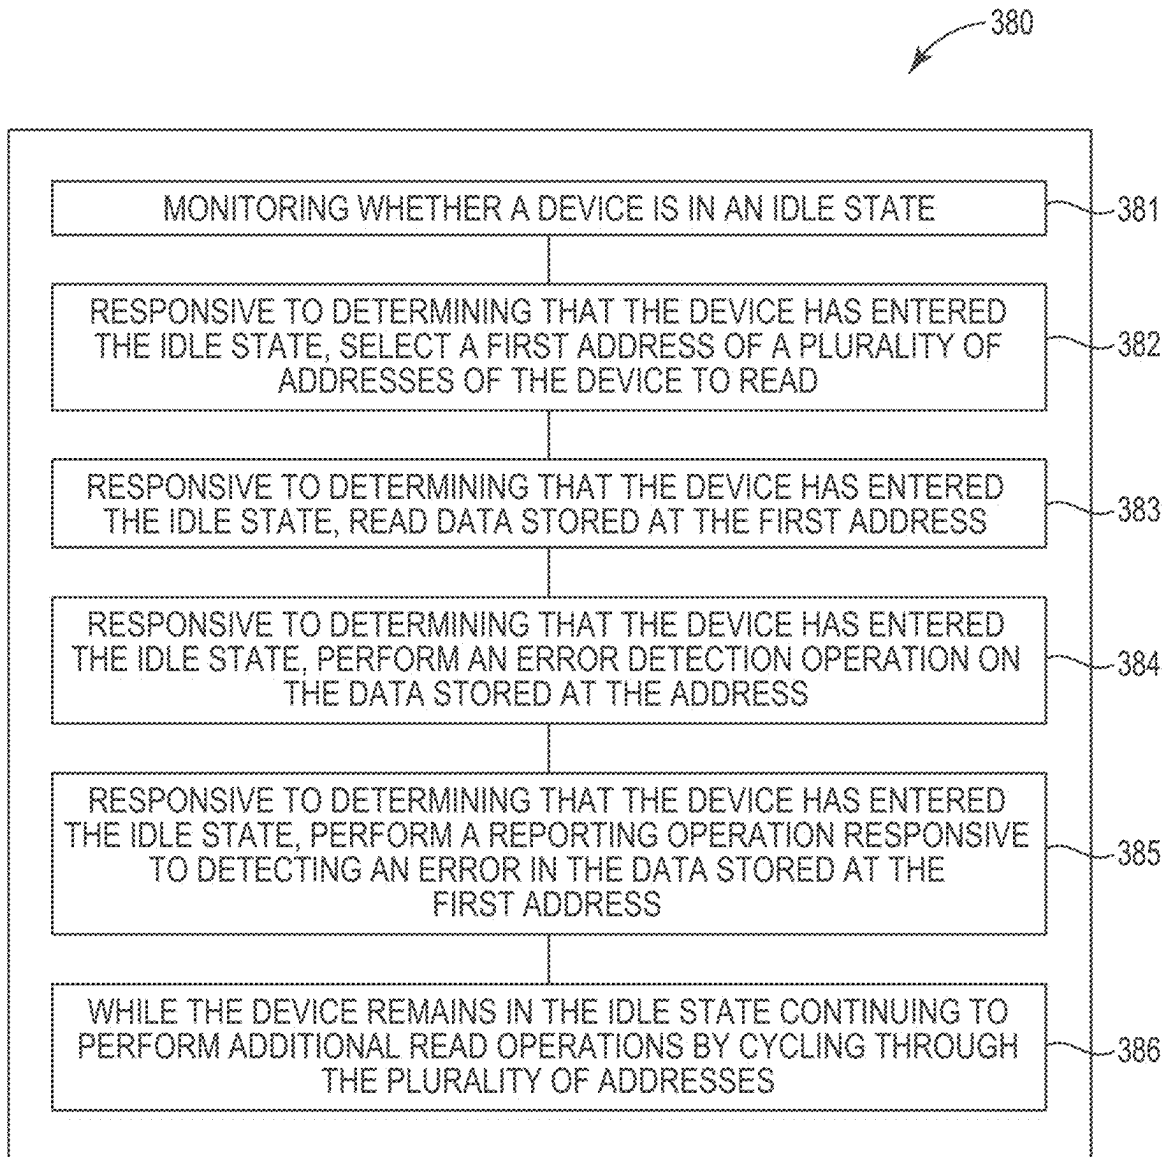 380
MONITORING WHETHER A DEVICE IS IN AN IDLE STATE
381
RESPONSIVE TO DETERMINING THAT THE DEVICE HAS ENTERED
THE IDLE STATE, SELECT A FIRST ADDRESS OF A PLURALITY OF
ADDRESSES OF THE DEVICE TO READ
382
RESPONSIVE TO DETERMINING THAT THE DEVICE HAS ENTERED
THE IDLE STATE, READ DATA STORED AT THE FIRST ADDRESS
383
RESPONSIVE TO DETERMINING THAT THE DEVICE HAS ENTERED
THE IDLE STATE, PERFORM AN ERROR DETECTION OPERATION ON
THE DATA STORED AT THE ADDRESS
384
RESPONSIVE TO DETERMINING THAT THE DEVICE HAS ENTERED
THE IDLE STATE, PERFORM A REPORTING OPERATION RESPONSIVE
TO DETECTING AN ERROR IN THE DATA STORED AT THE
FIRST ADDRESS
385
WHILE THE DEVICE REMAINS IN THE IDLE STATE CONTINUING TO
PERFORM ADDITIONAL READ OPERATIONS BY CYCLING THROUGH
THE PLURALITY OF ADDRESSES
386